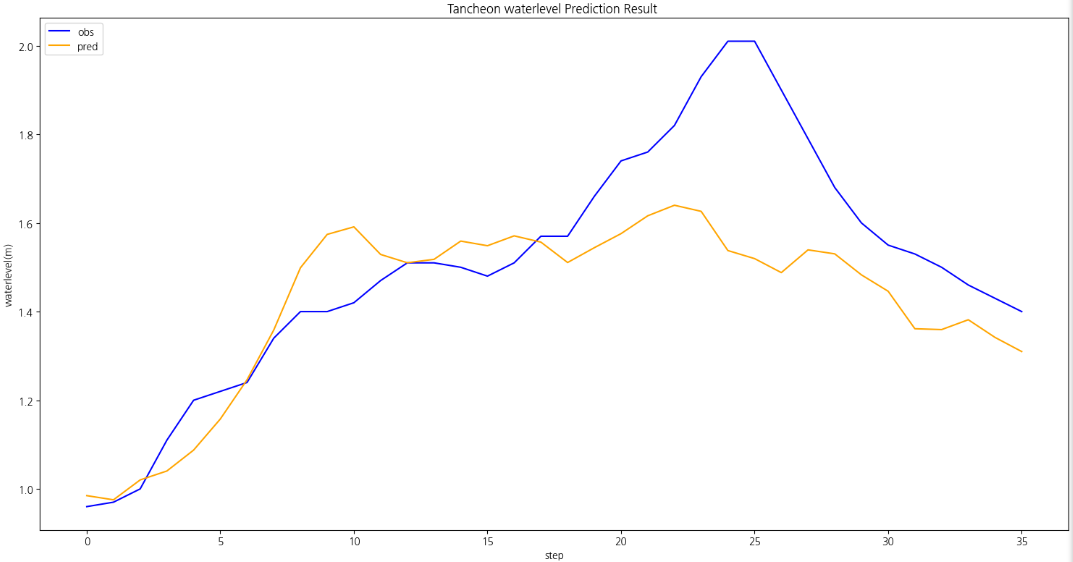 Tancheon waterlevel Prediction Result
obs
pred
2.0
1.8
1.6
1.4
1.2
1.0
waterlevel(m)
0 5 10 15 20 25 30 35
step